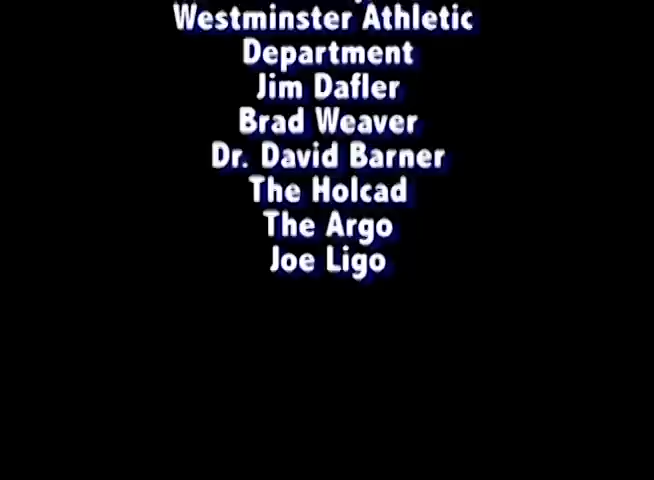 Westminster Athletic
Department
Jim Dafler
Brad Weaver
Dr. David Barner
The Holcad
The Argo
Joe Ligo